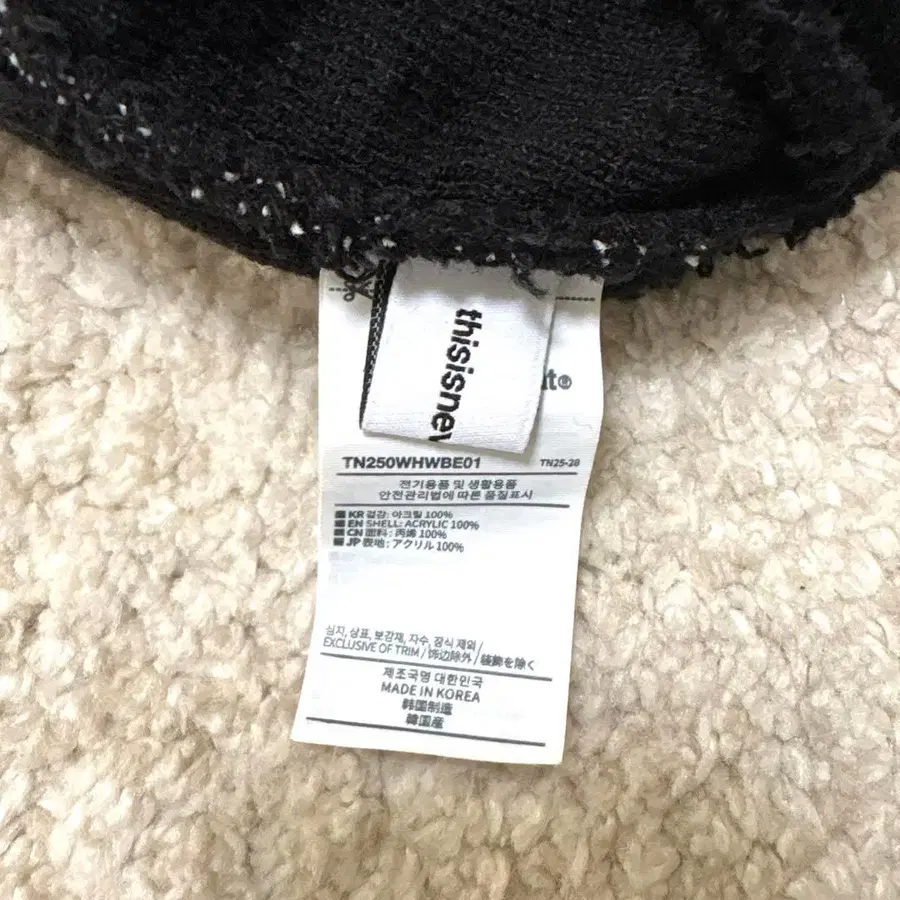 thisisnev
t®
TN250WHWBE01 TN25-28
전기용품 및 생활용품
안전관리법에 따른 품질표시
KR 겉감: 아크릴 100%
EN SHELL: ACRYLIC 100%
CN 面料: 丙烯 100%
JP 表地: アクリル 100%
심지, 상표, 보강재, 자수, 장식 제외/
EXCLUSIVE OF TRIM/饰边除外/装飾を除く
제조국명 대한민국
MADE IN KOREA
韩国制造
韓国産